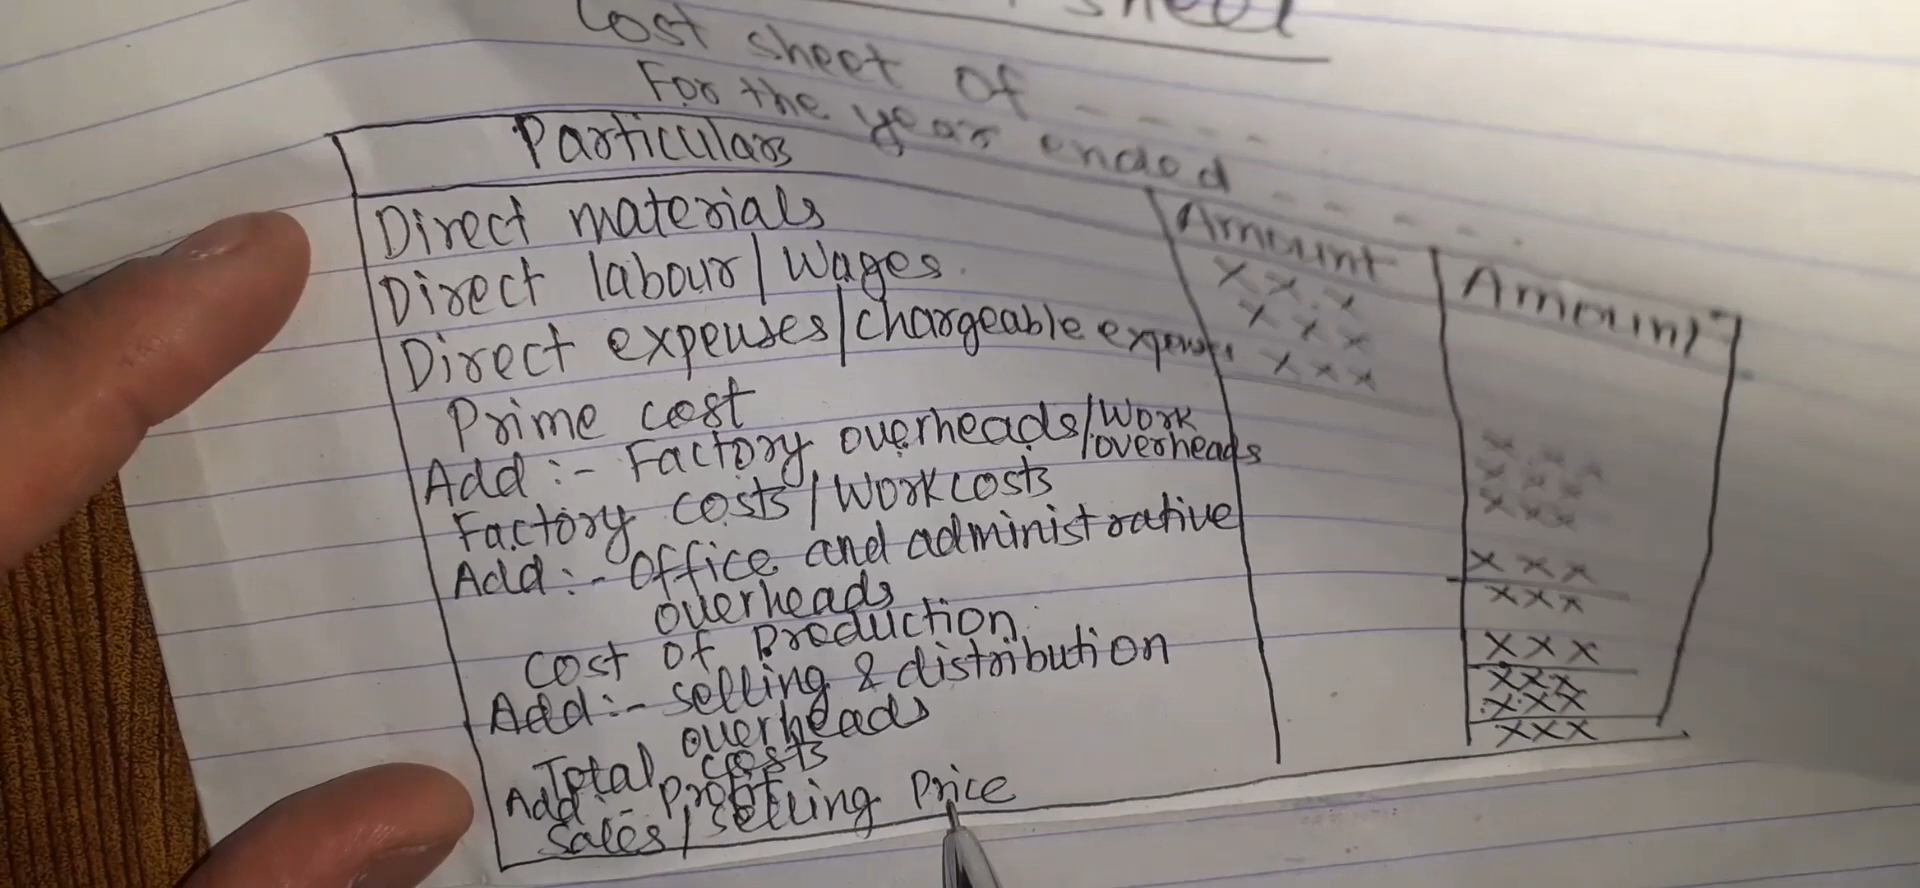 sheet
Cost sheet of -----
For the year ended -----
Particulars Amount Amount
Direct materials xxx
Direct labour/Wages xxx
Direct expenses/chargeable expenses xxx
Prime cost xxx
Add:- Factory overheads/Work overheads xxx
Factory costs/Work costs xxx
Add:- Office and administrative
overheads xxx
Cost of Production xxx
Add:- selling & distribution
overheads xxx
Total costs xxx
Add:- Profit xxx
Sales/selling Price xxx